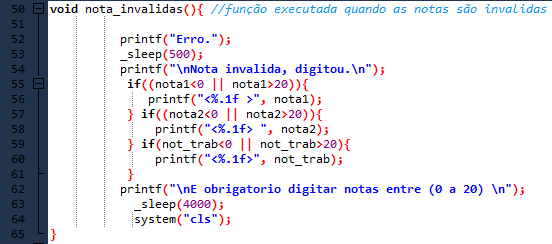 50 void nota_invalidas(){ //função executada quando as notas são invalidas
51
52 printf("Erro.");
53 _sleep(500);
54 printf("\nNota invalida, digitou.\n");
55 if((nota1<0 || nota1>20)){
56 printf("<%.1f >", nota1);
57 } if((nota2<0 || nota2>20)){
58 printf("<%.1f> ", nota2);
59 } if(not_trab<0 || not_trab>20){
60 printf("<%.1f>", not_trab);
61 }
62 printf("\nE obrigatorio digitar notas entre (0 a 20) \n");
63 _sleep(4000);
64 system("cls");
65 }